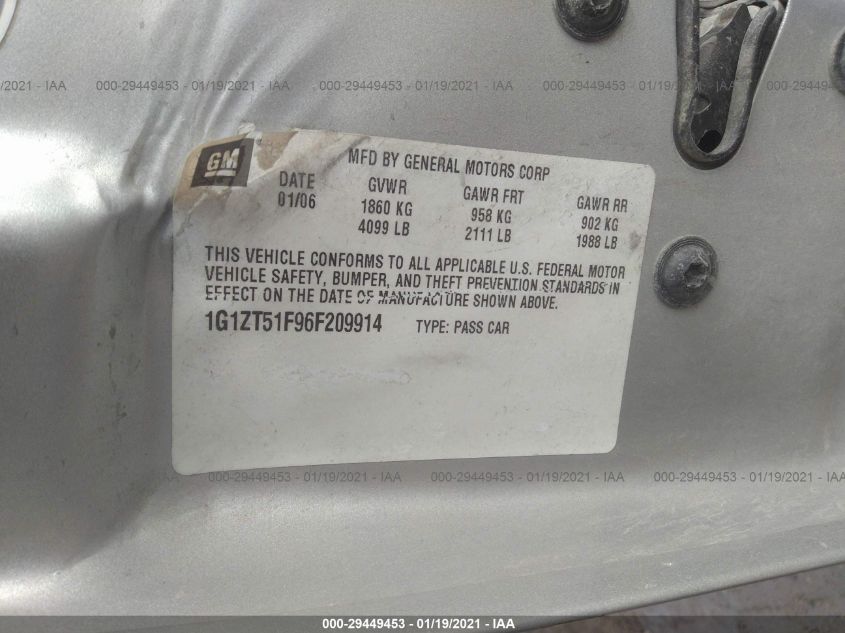 /2021 - IAA 000-29449453 - 01/19/2021 - IAA 000-29449453 - 01/19/2021 - IAA 000-29449453 - 01/19/2021 - IAA 000-
GM
MFD BY GENERAL MOTORS CORP
DATE GVWR GAWR FRT GAWR RR
01/06 1860 KG 958 KG 902 KG
4099 LB 2111 LB 1988 LB
THIS VEHICLE CONFORMS TO ALL APPLICABLE U.S. FEDERAL MOTOR
VEHICLE SAFETY, BUMPER, AND THEFT PREVENTION STANDARDS IN
EFFECT ON THE DATE OF MANUFACTURE SHOWN ABOVE.
1G1ZT51F96F209914 TYPE: PASS CAR
/2021 - IAA 000-29449453 - 01/19/2021 - IAA 000-29449453 - 01/19/2021 - IAA 000-29449453 - 01/19/2021 - IAA 000-
000-29449453 - 01/19/2021 - IAA